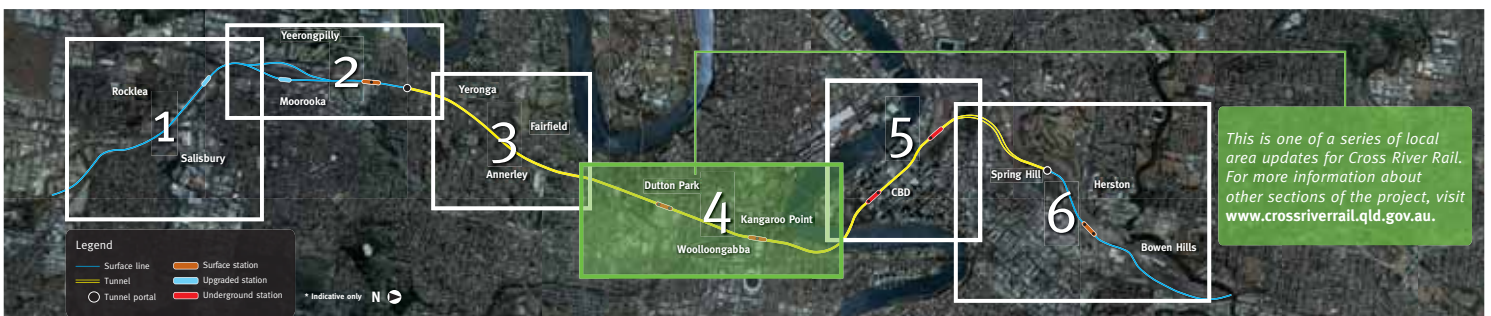 Yeerongpilly
2
Rocklea
Moorooka
1
Salisbury
Yeronga
Fairfield
3
Annerley
Dutton Park
4
Kangaroo Point
Woolloongabba
5
CBD
Spring Hill
Herston
6
Bowen Hills
This is one of a series of local
area updates for Cross River Rail.
For more information about
other sections of the project, visit
www.crossriverrail.qld.gov.au.
Legend
Surface line
Tunnel
Tunnel portal
Surface station
Upgraded station
Underground station
* Indicative only N